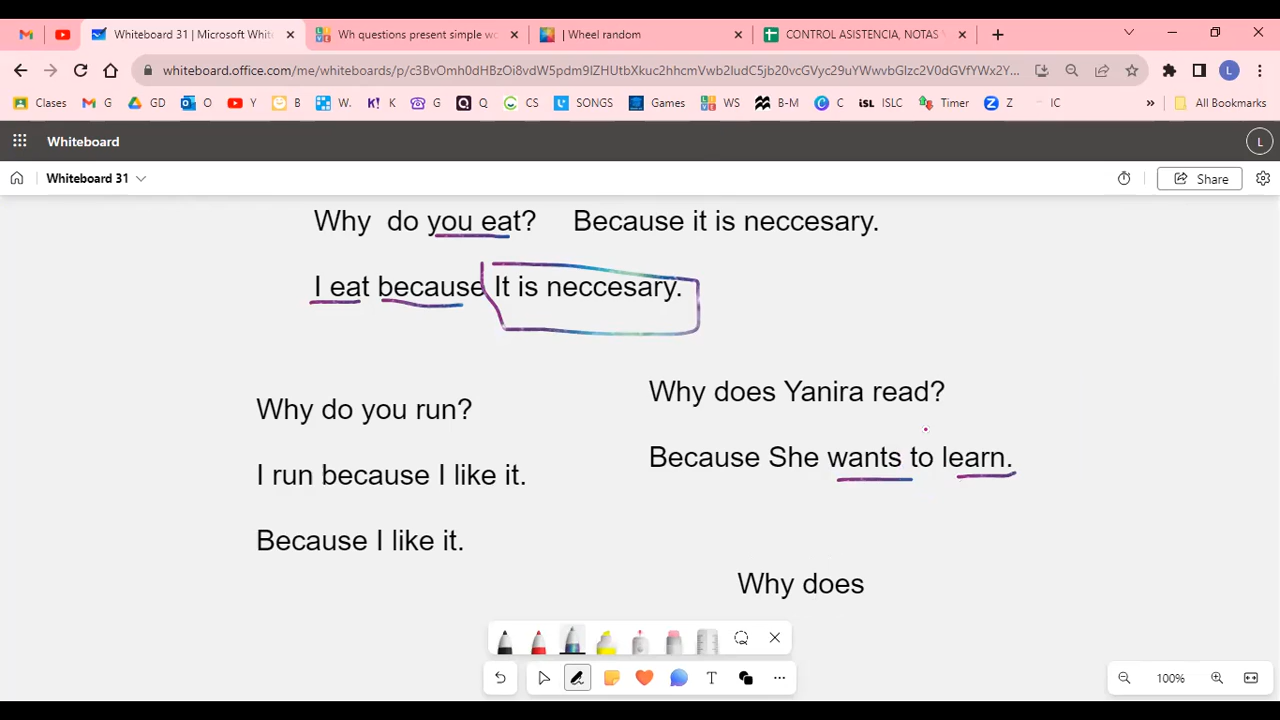 Whiteboard 31 | Microsoft Whit
Wh questions present simple wo
| Wheel random
CONTROL ASISTENCIA, NOTAS Y
Clases
G
GD
O
Y
B
W.
K
G
Q
CS
SONGS
Games
WS
B-M
C
ISLC
Timer
Z
IC
»
All Bookmarks
L
Whiteboard
L
Whiteboard 31
Share
Why do you eat? Because it is neccesary.
I eat because It is neccesary.
Why does Yanira read?
Why do you run?
Because She wants to learn.
I run because I like it.
Because I like it.
Why does
T
100%